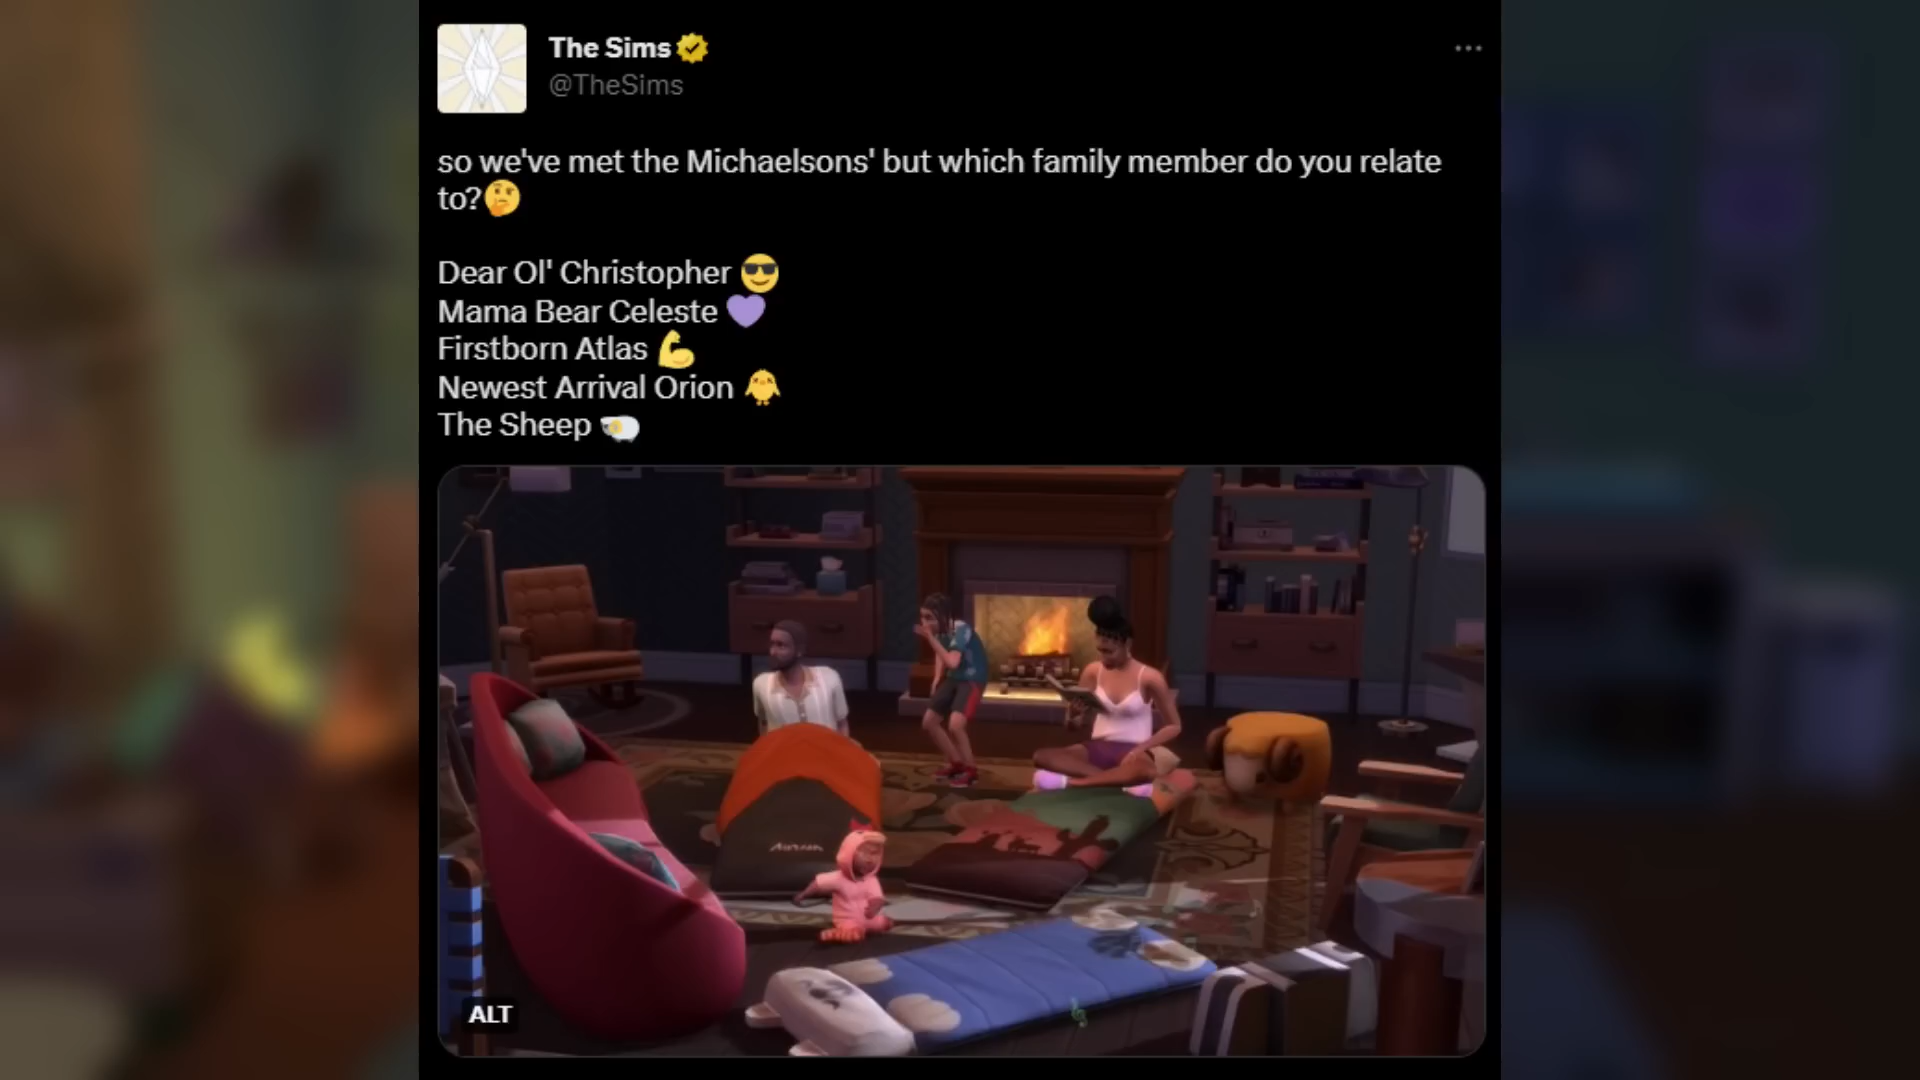 The Sims
@TheSims
so we've met the Michaelsons' but which family member do you relate
to?🤔
Dear Ol' Christopher 😎
Mama Bear Celeste 💜
Firstborn Atlas 💪
Newest Arrival Orion 🐥
The Sheep 🐑
ALT